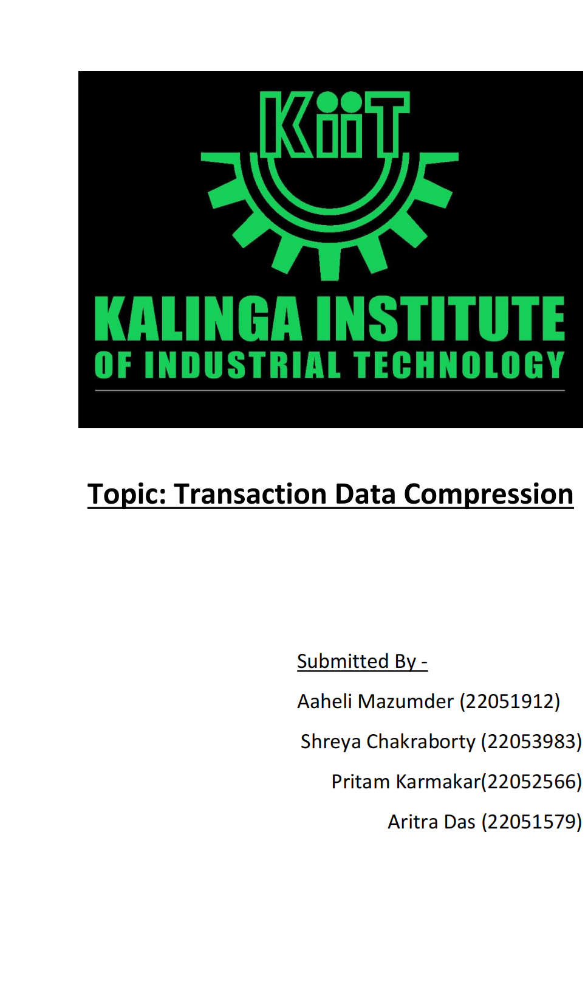 KiiT
KALINGA INSTITUTE
OF INDUSTRIAL TECHNOLOGY
Topic: Transaction Data Compression
Submitted By -
Aaheli Mazumder (22051912)
Shreya Chakraborty (22053983)
Pritam Karmakar(22052566)
Aritra Das (22051579)